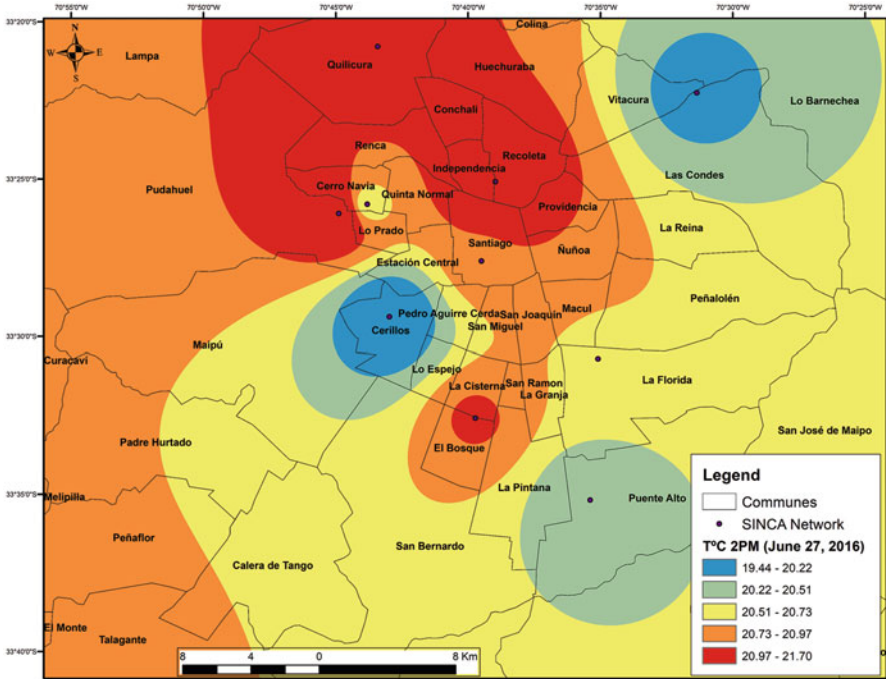 70°55'0"W 70°50'0"W 70°45'0"W 70°40'0"W 70°35'0"W 70°30'0"W 70°25'0"W
33°20'0"S
N
W E
S
Colina
Lampa
Quilicura
Huechuraba
Conchalí
Vitacura
Lo Barnechea
Renca
Independencia
Recoleta
33°25'0"S
Las Condes
Pudahuel
Cerro Navia
Quinta Normal
Providencia
Lo Prado
Santiago
La Reina
Ñuñoa
Estación Central
Peñalolén
33°30'0"S
Pedro Aguirre Cerda
San Joaquín
Macul
San Miguel
Cerillos
Maipú
Curacaví
Lo Espejo
La Cisterna
San Ramon
La Granja
La Florida
San José de Maipo
Padre Hurtado
El Bosque
33°35'0"S
Melipilla
La Pintana
Puente Alto
Peñaflor
San Bernardo
Calera de Tango
El Monte
Talagante
33°40'0"S
8 4 0 8 Km
Legend
Communes
SINCA Network
TºC 2PM (June 27, 2016)
19.44 - 20.22
20.22 - 20.51
20.51 - 20.73
20.73 - 20.97
20.97 - 21.70